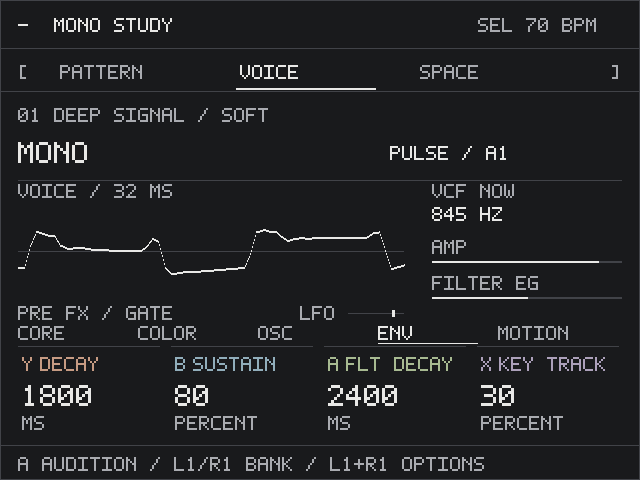 — MONO STUDY SEL 70 BPM
[ PATTERN VOICE SPACE ]
01 DEEP SIGNAL / SOFT
MONO PULSE / A1
VOICE / 32 MS VCF NOW
845 HZ
AMP
FILTER EG
PRE FX / GATE LFO
CORE COLOR OSC ENV MOTION
Y DECAY B SUSTAIN A FLT DECAY X KEY TRACK
1800 80 2400 30
MS PERCENT MS PERCENT
A AUDITION / L1/R1 BANK / L1+R1 OPTIONS